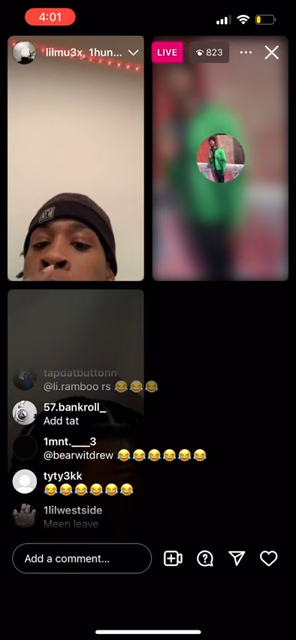 4:01
lilmu3x, 1hun...
LIVE
823
tapdatbuttonn
@li.ramboo rs 😂😂😂
57.bankroll_
Add tat
1mnt.___3
@bearwitdrew 😂😂😂😂😂😂
tyty3kk
😂😂😂😂😂😂
1lilwestside
Meen leave
Add a comment...